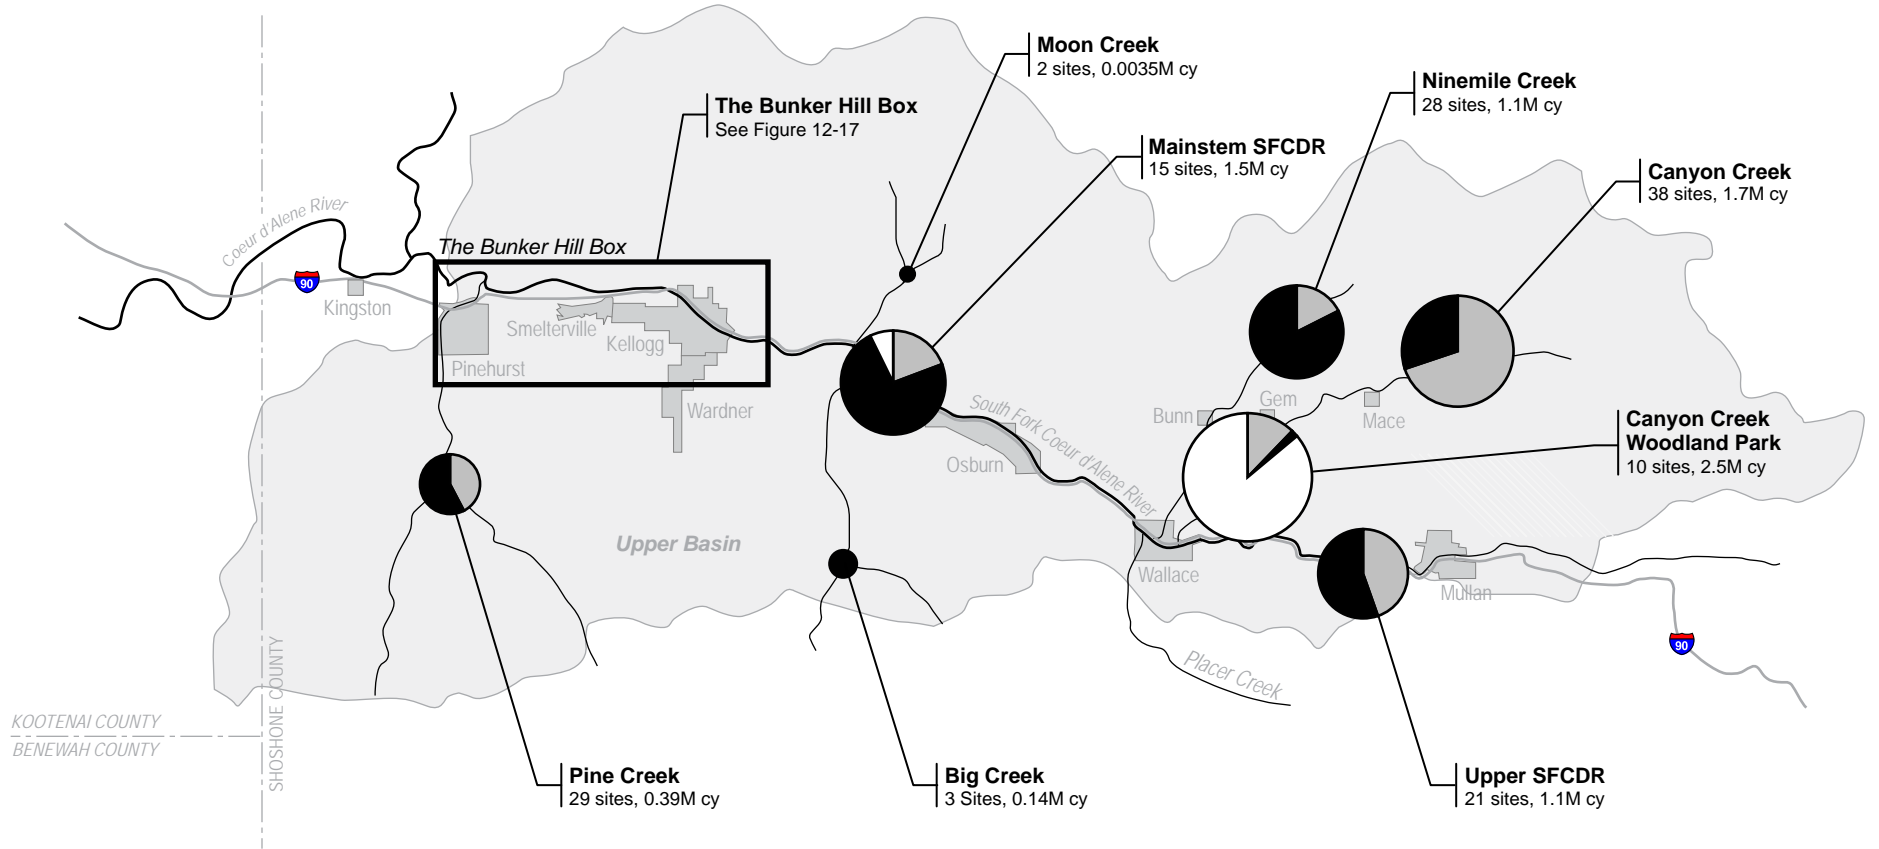 Moon Creek
2 sites, 0.0035M cy
Ninemile Creek
28 sites, 1.1M cy
The Bunker Hill Box
See Figure 12-17
Mainstem SFCDR
15 sites, 1.5M cy
Canyon Creek
38 sites, 1.7M cy
Coeur d'Alene River
The Bunker Hill Box
90
Kingston
Smelterville
Kellogg
Pinehurst
Wardner
South Fork Coeur d'Alene River
Osburn
Bunn
Gem
Mace
Canyon Creek
Woodland Park
10 sites, 2.5M cy
Upper Basin
Wallace
Mullan
90
Placer Creek
KOOTENAI COUNTY
BENEWAH COUNTY
SHOSHONE COUNTY
Pine Creek
29 sites, 0.39M cy
Big Creek
3 Sites, 0.14M cy
Upper SFCDR
21 sites, 1.1M cy